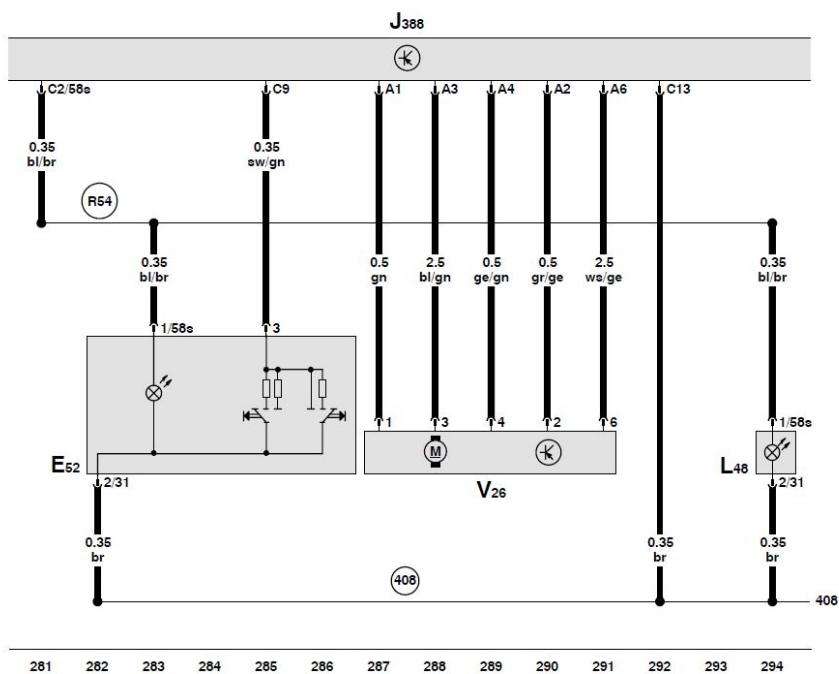 J388
C2/58s C9 A1 A3 A4 A2 A6 C13
0.35 0.35
bl/br sw/gn
R54
0.35 0.5 2.5 0.5 0.5 2.5 0.35
bl/br gn bl/gn ge/gn gr/ge ws/ge bl/br
1/58s 3
1 3 4 2 6 1/58s
M
E52 L48
2/31 2/31
V26
0.35 0.35 0.35
br br br
408
408
281 282 283 284 285 286 287 288 289 290 291 292 293 294